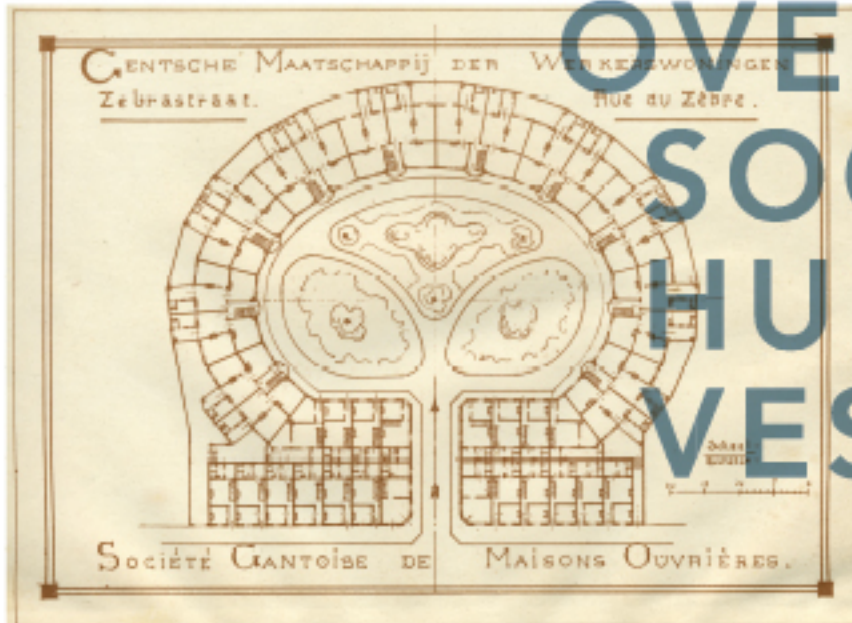 OVE
GENTSCHE MAATSCHAPPij DER WERKERSWONINGEN
Zebrastraat.
Rue du Zèbre.
SOC
HU
VES
SOCIÉTÉ GANTOISE DE MAISONS OUVRIÈRES.